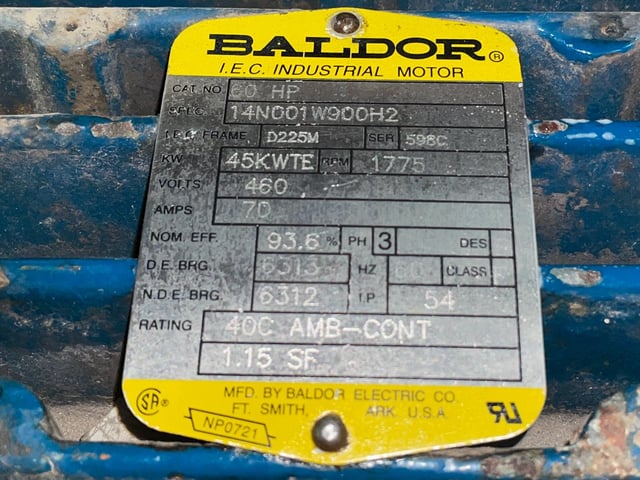 BALDOR®
I.E.C. INDUSTRIAL MOTOR
CAT. NO. 60 HP
SPEC. 14N001W900H2
I.E.C. FRAME D225M SER 598C
KW 45KWTE RPM 1775
VOLTS 460
AMPS 70
NOM. EFF. 93.6 % PH 3 DES
D.E. BRG. 6313 HZ 60 CLASS
N.D.E. BRG. 6312 I.P 54
RATING 40C AMB-CONT
1.15 SF
SA®
MFD. BY BALDOR ELECTRIC CO.
FT. SMITH, ARK. U.S.A.
NP0721